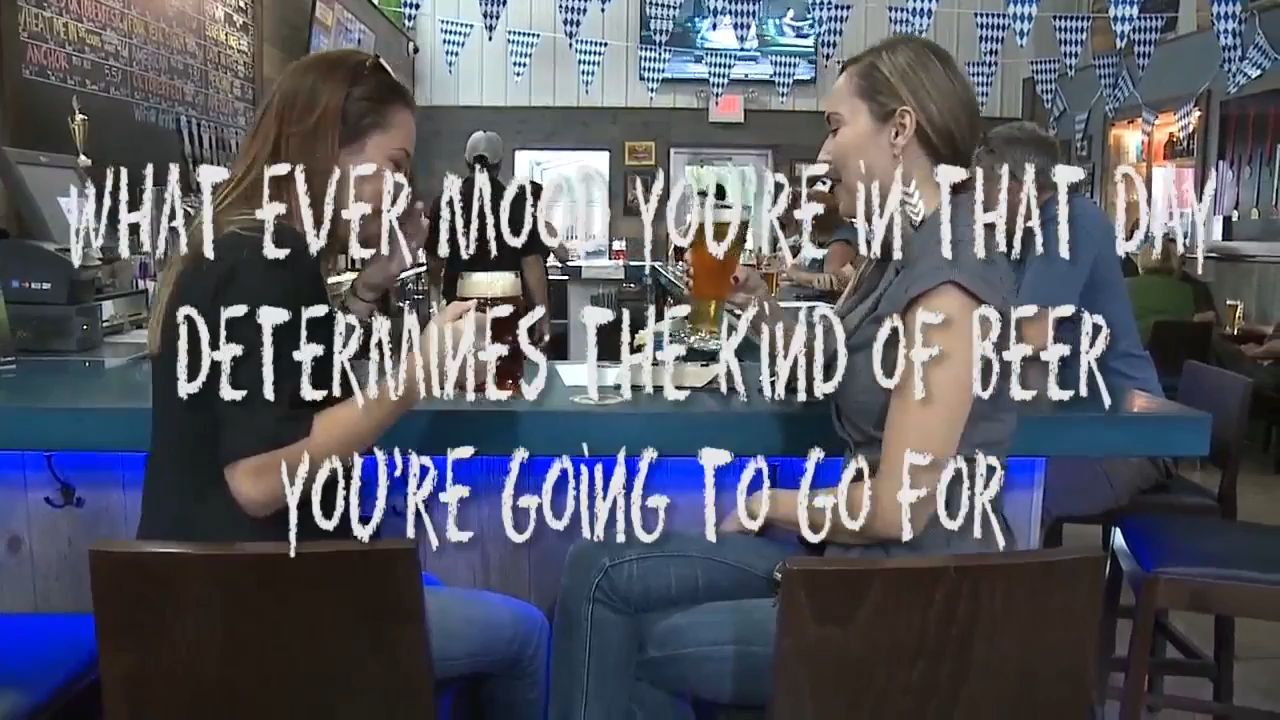 ANCHOR
WHAT EVER MOOD YOU'RE IN THAT DAY
DETERMINES THE KIND OF BEER
YOU'RE GOING TO GO FOR